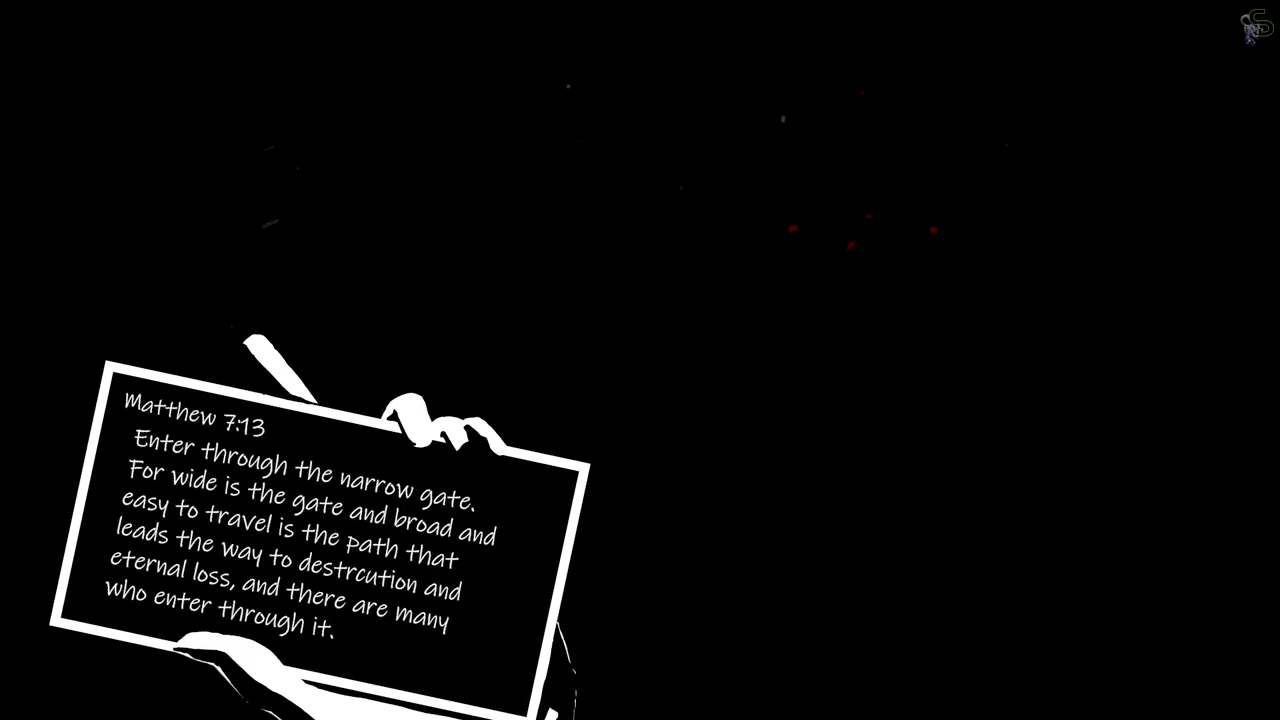 Matthew 7:13
Enter through the narrow gate.
For wide is the gate and broad and
easy to travel is the path that
leads the way to destrcution and
eternal loss, and there are many
who enter through it.